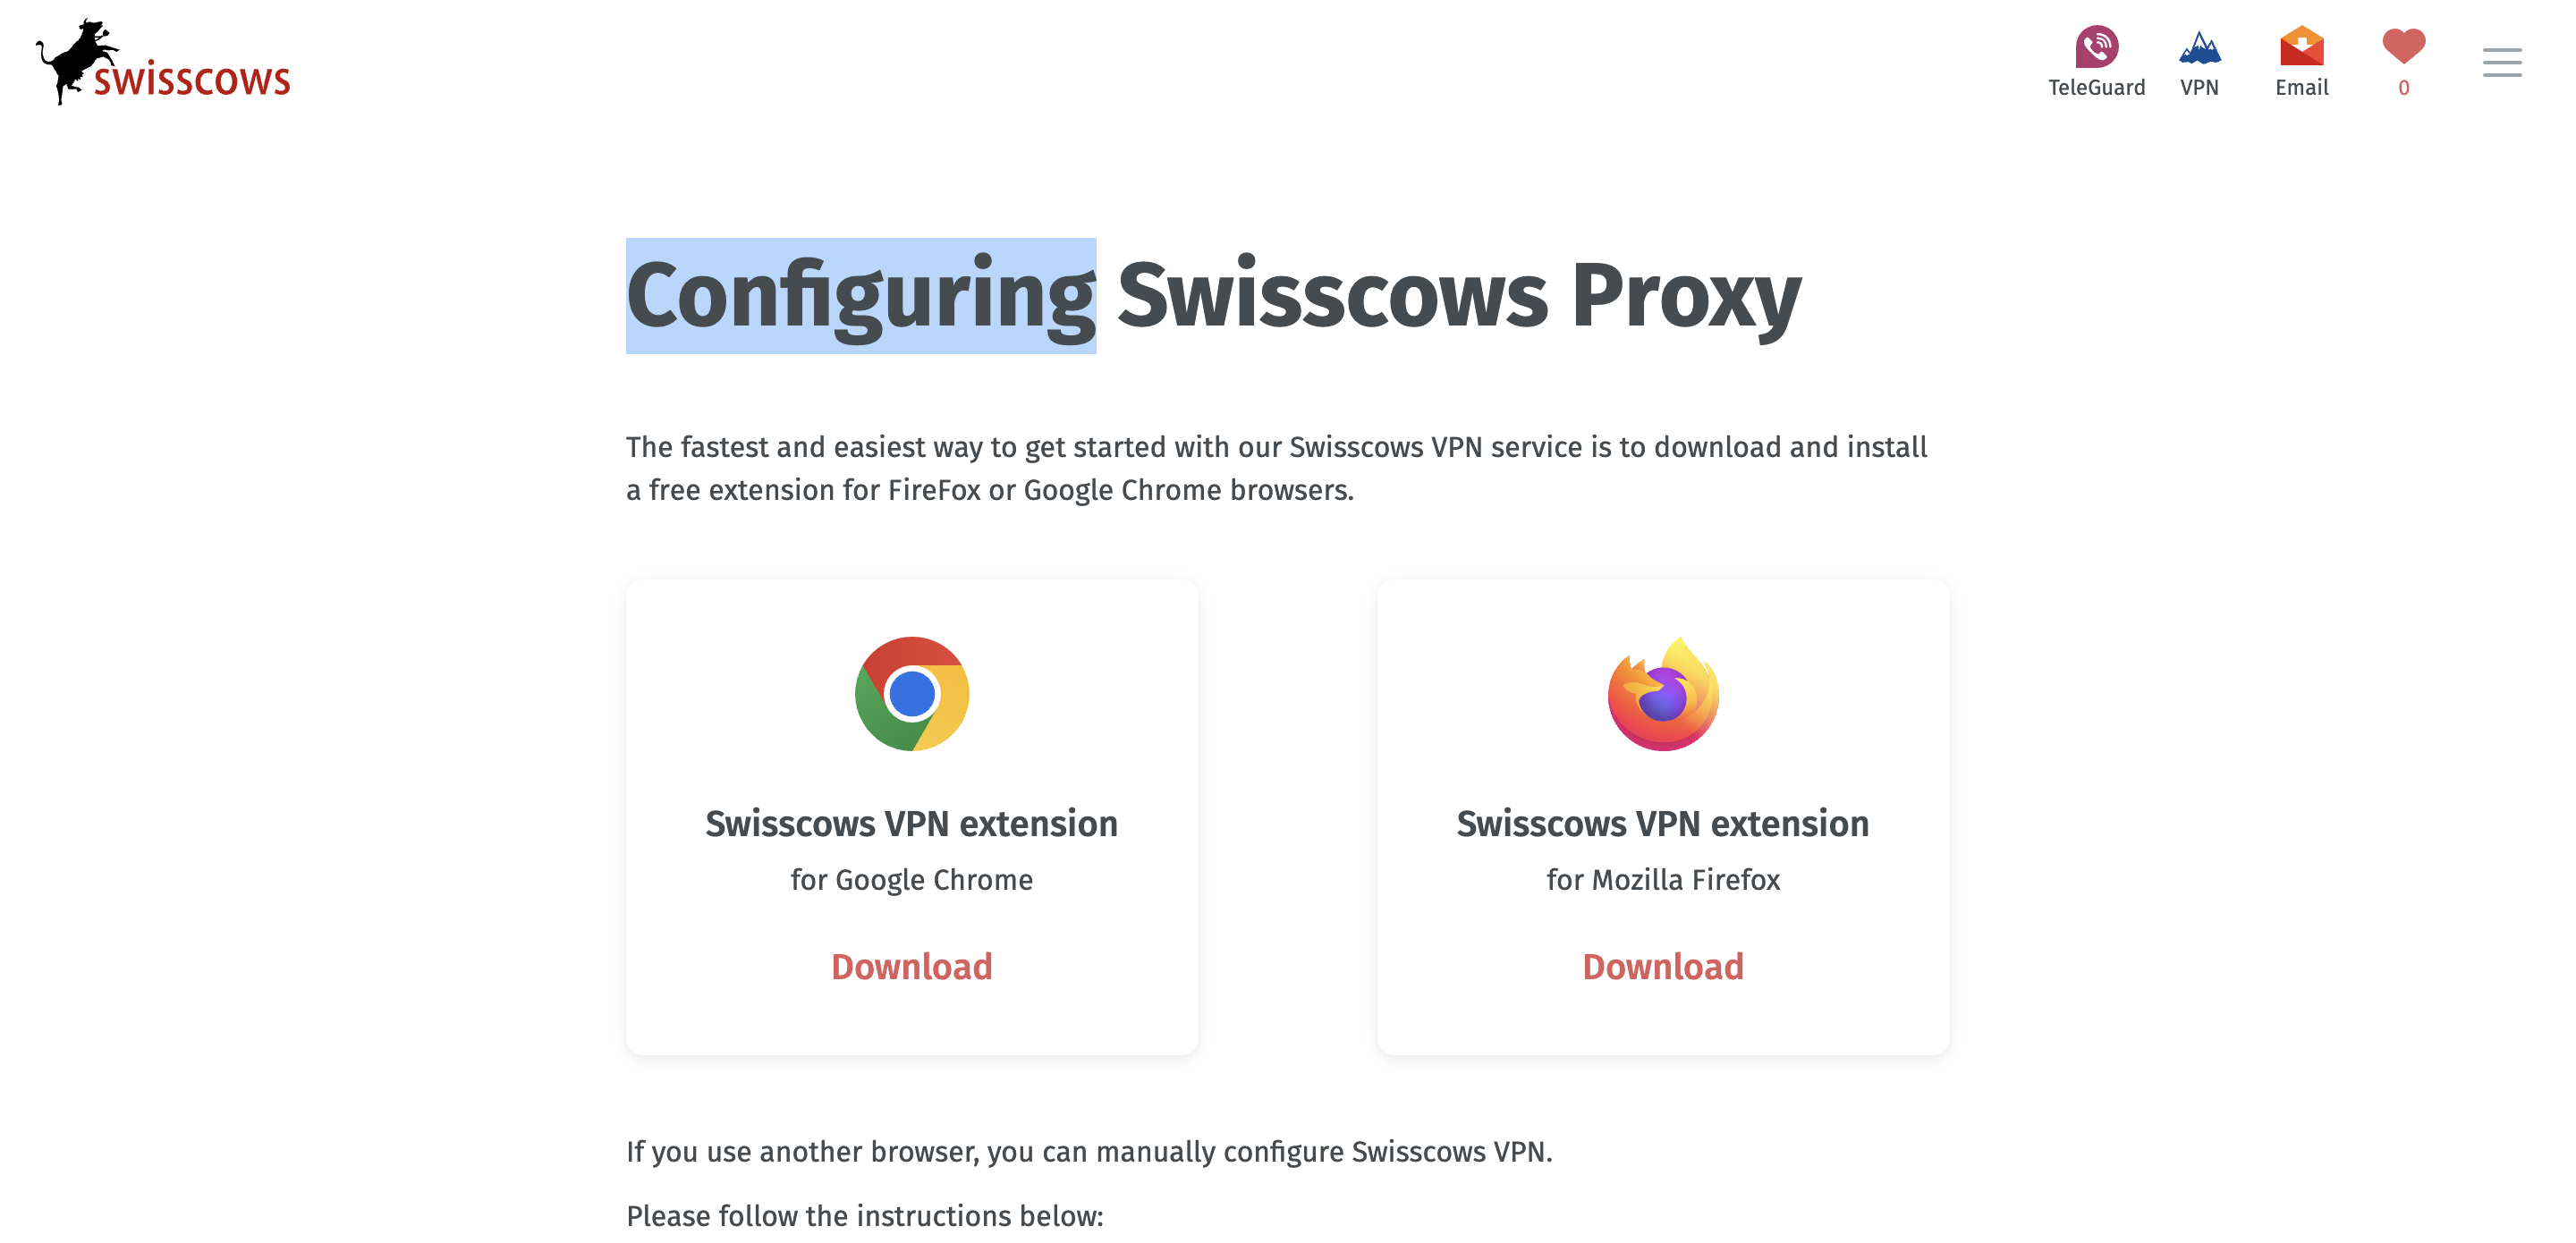 swisscows
TeleGuard
VPN
Email
0
Configuring Swisscows Proxy
The fastest and easiest way to get started with our Swisscows VPN service is to download and install
a free extension for FireFox or Google Chrome browsers.
Swisscows VPN extension
for Google Chrome
Download
Swisscows VPN extension
for Mozilla Firefox
Download
If you use another browser, you can manually configure Swisscows VPN.
Please follow the instructions below: